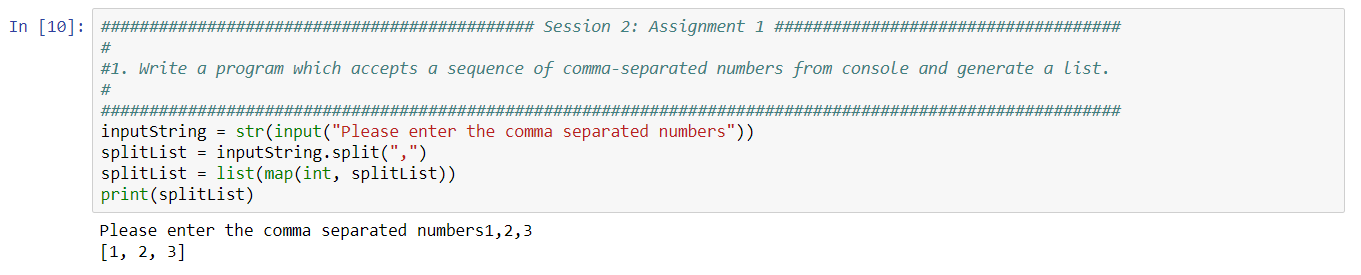 In [10]: ############################################# Session 2: Assignment 1 ####################################
#
#1. Write a program which accepts a sequence of comma-separated numbers from console and generate a list.
#
##########################################################################################################
inputString = str(input("Please enter the comma separated numbers"))
splitList = inputString.split(",")
splitList = list(map(int, splitList))
print(splitList)
Please enter the comma separated numbers1,2,3
[1, 2, 3]